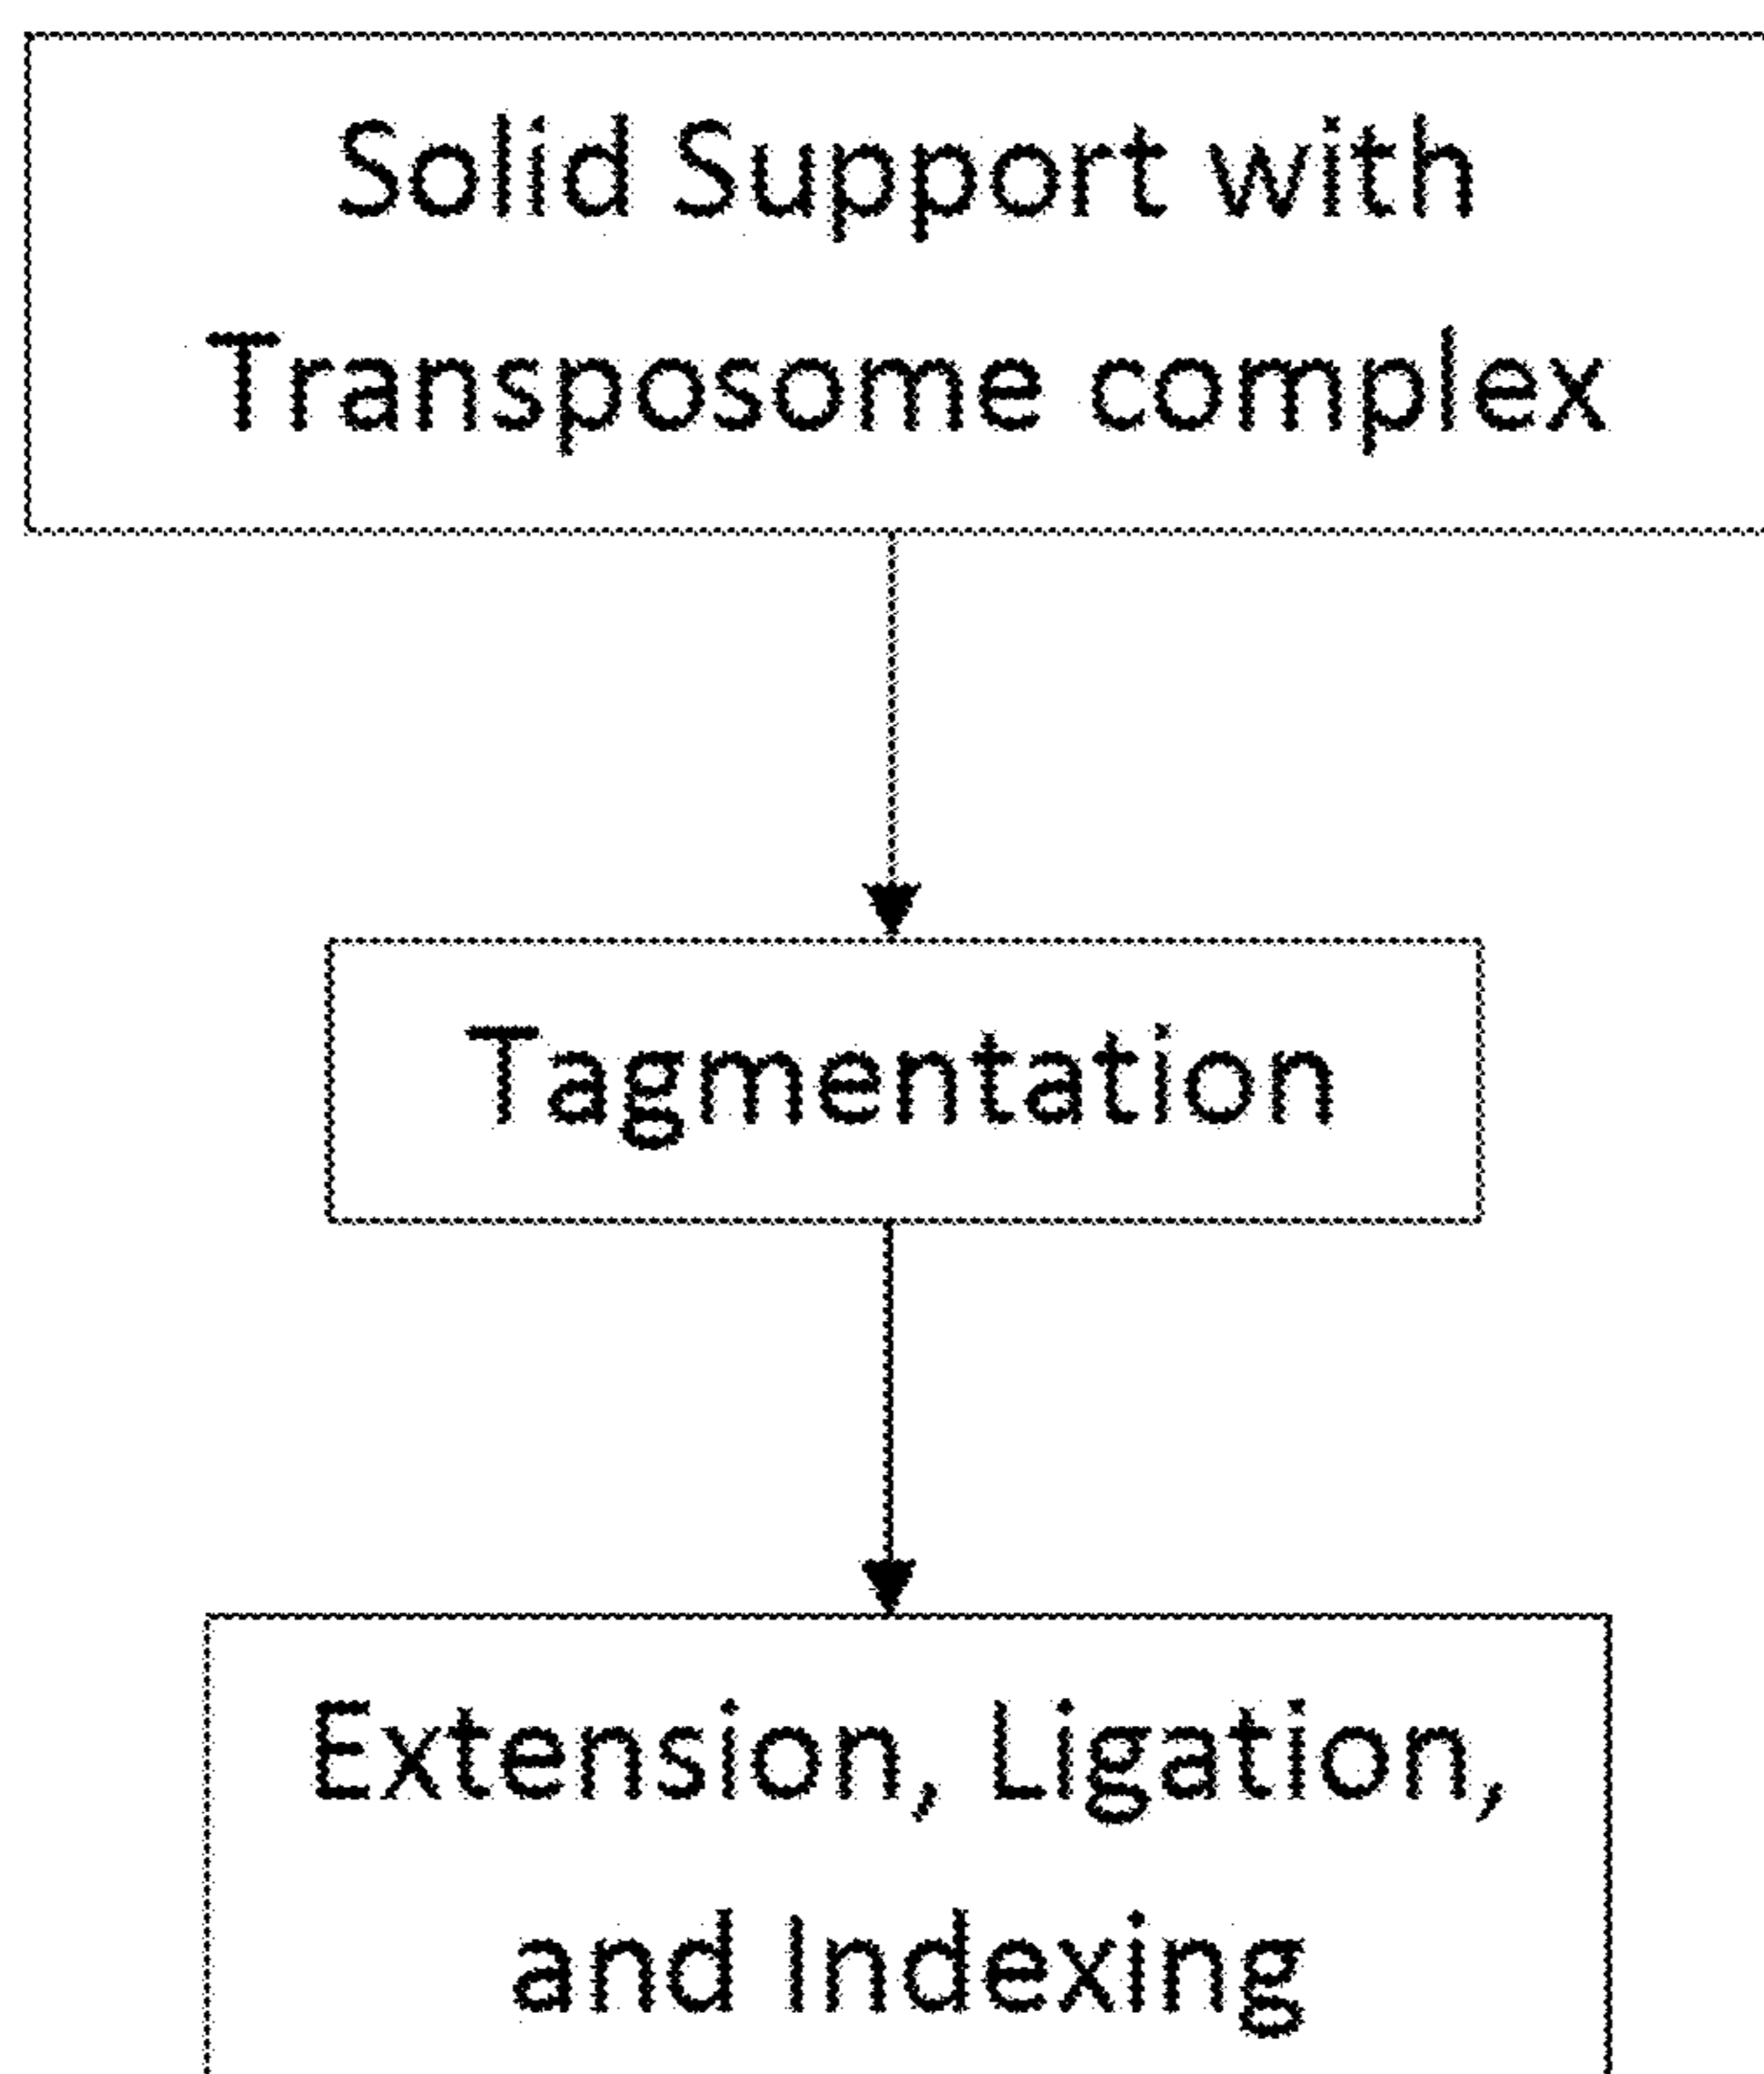 Solid Support with
Transposome complex
Tagmentation
Extension, Ligation,
and Indexing